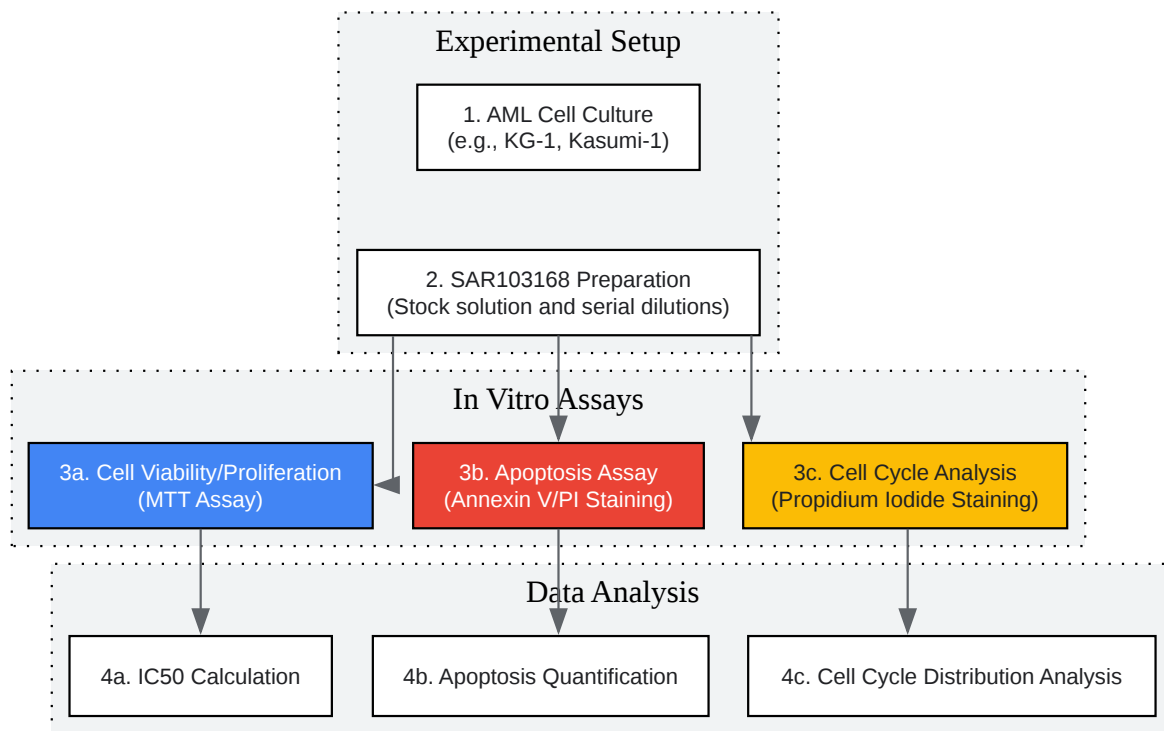 Experimental Setup
1. AML Cell Culture
(e.g., KG-1, Kasumi-1)
2. SAR103168 Preparation
(Stock solution and serial dilutions)
In Vitro Assays
3a. Cell Viability/Proliferation
(MTT Assay)
3b. Apoptosis Assay
(Annexin V/PI Staining)
3c. Cell Cycle Analysis
(Propidium Iodide Staining)
Data Analysis
4a. IC50 Calculation
4b. Apoptosis Quantification
4c. Cell Cycle Distribution Analysis